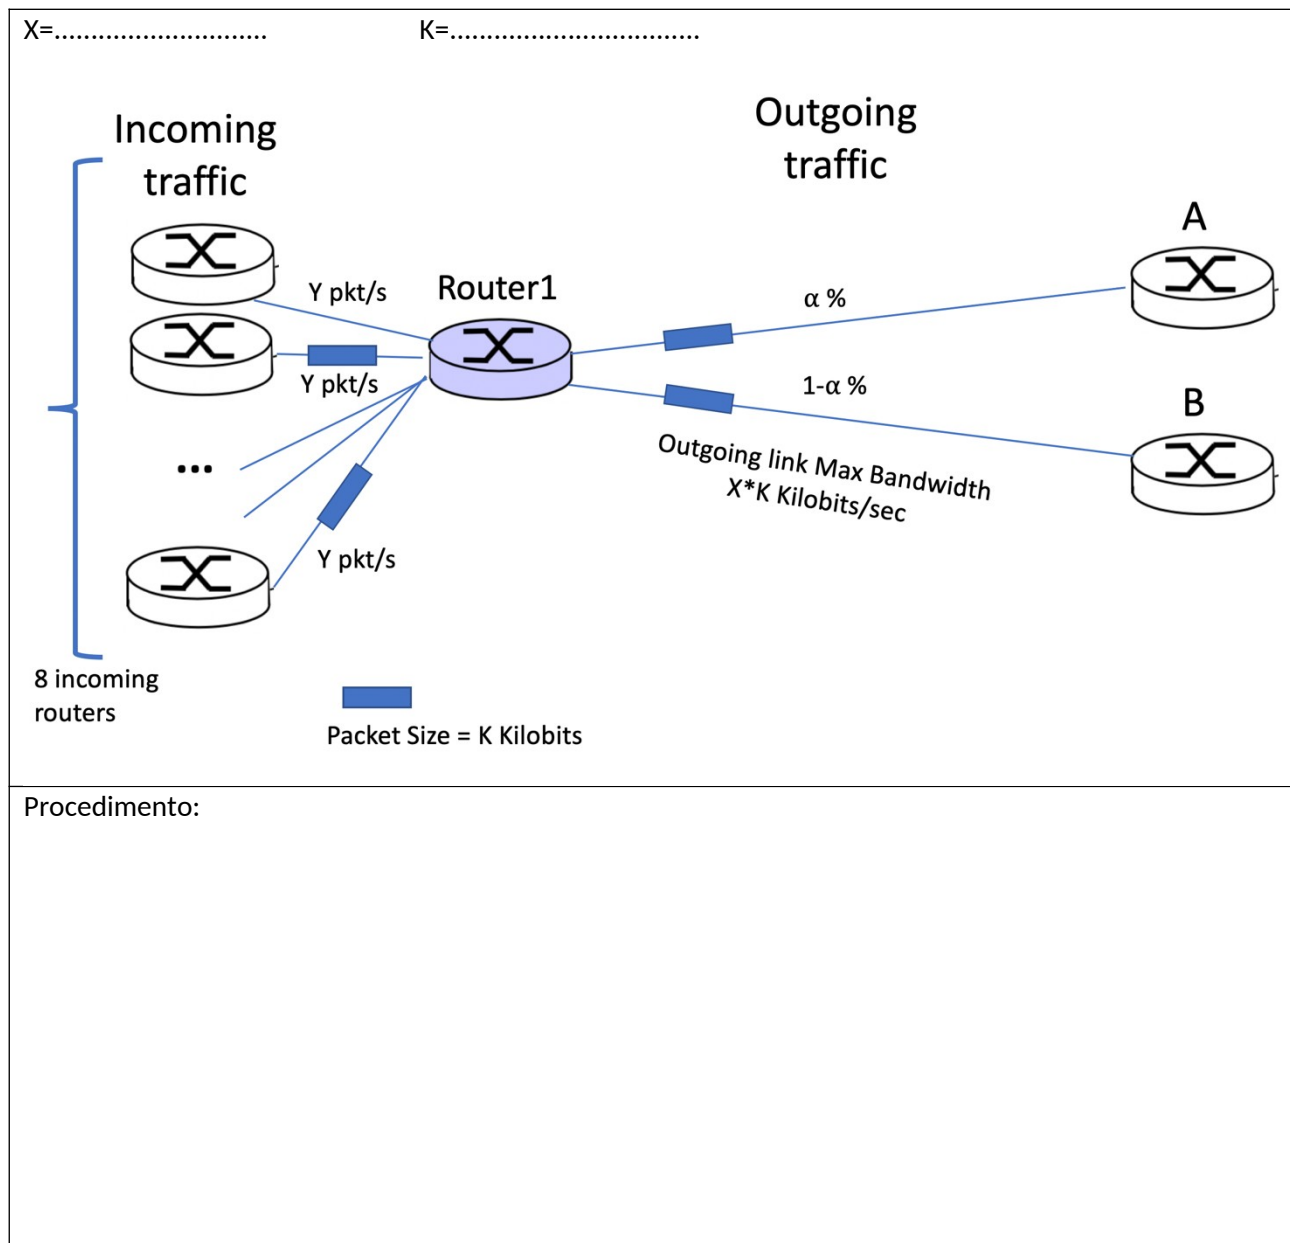 X=............................. K=..................................
Incoming
traffic
Outgoing
traffic
A
Y pkt/s
Router1
α %
Y pkt/s
1-α %
B
...
Outgoing link Max Bandwidth
X*K Kilobits/sec
Y pkt/s
8 incoming
routers
Packet Size = K Kilobits
Procedimento: